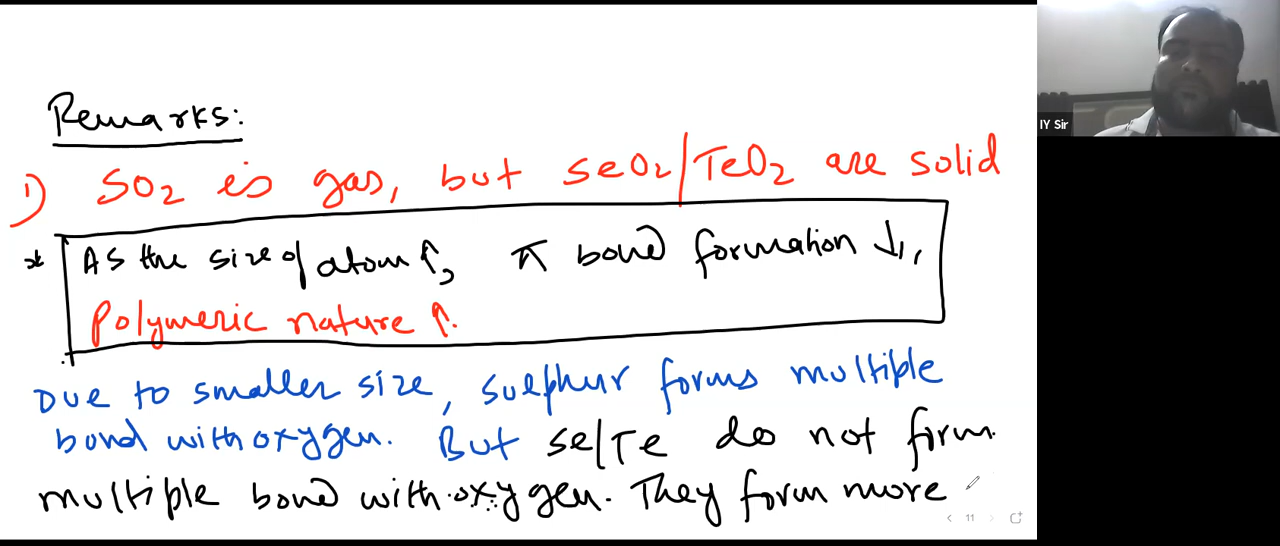 Remarks:
1) SO2 is gas, but SeO2/TeO2 are solid
* As the size of atom ↑, π bond formation ↓,
Polymeric nature ↑.
Due to smaller size, sulphur forms multiple
bond with oxygen. But Se/Te do not form
multiple bond with oxygen. They form more
IY Sir
< 11 >